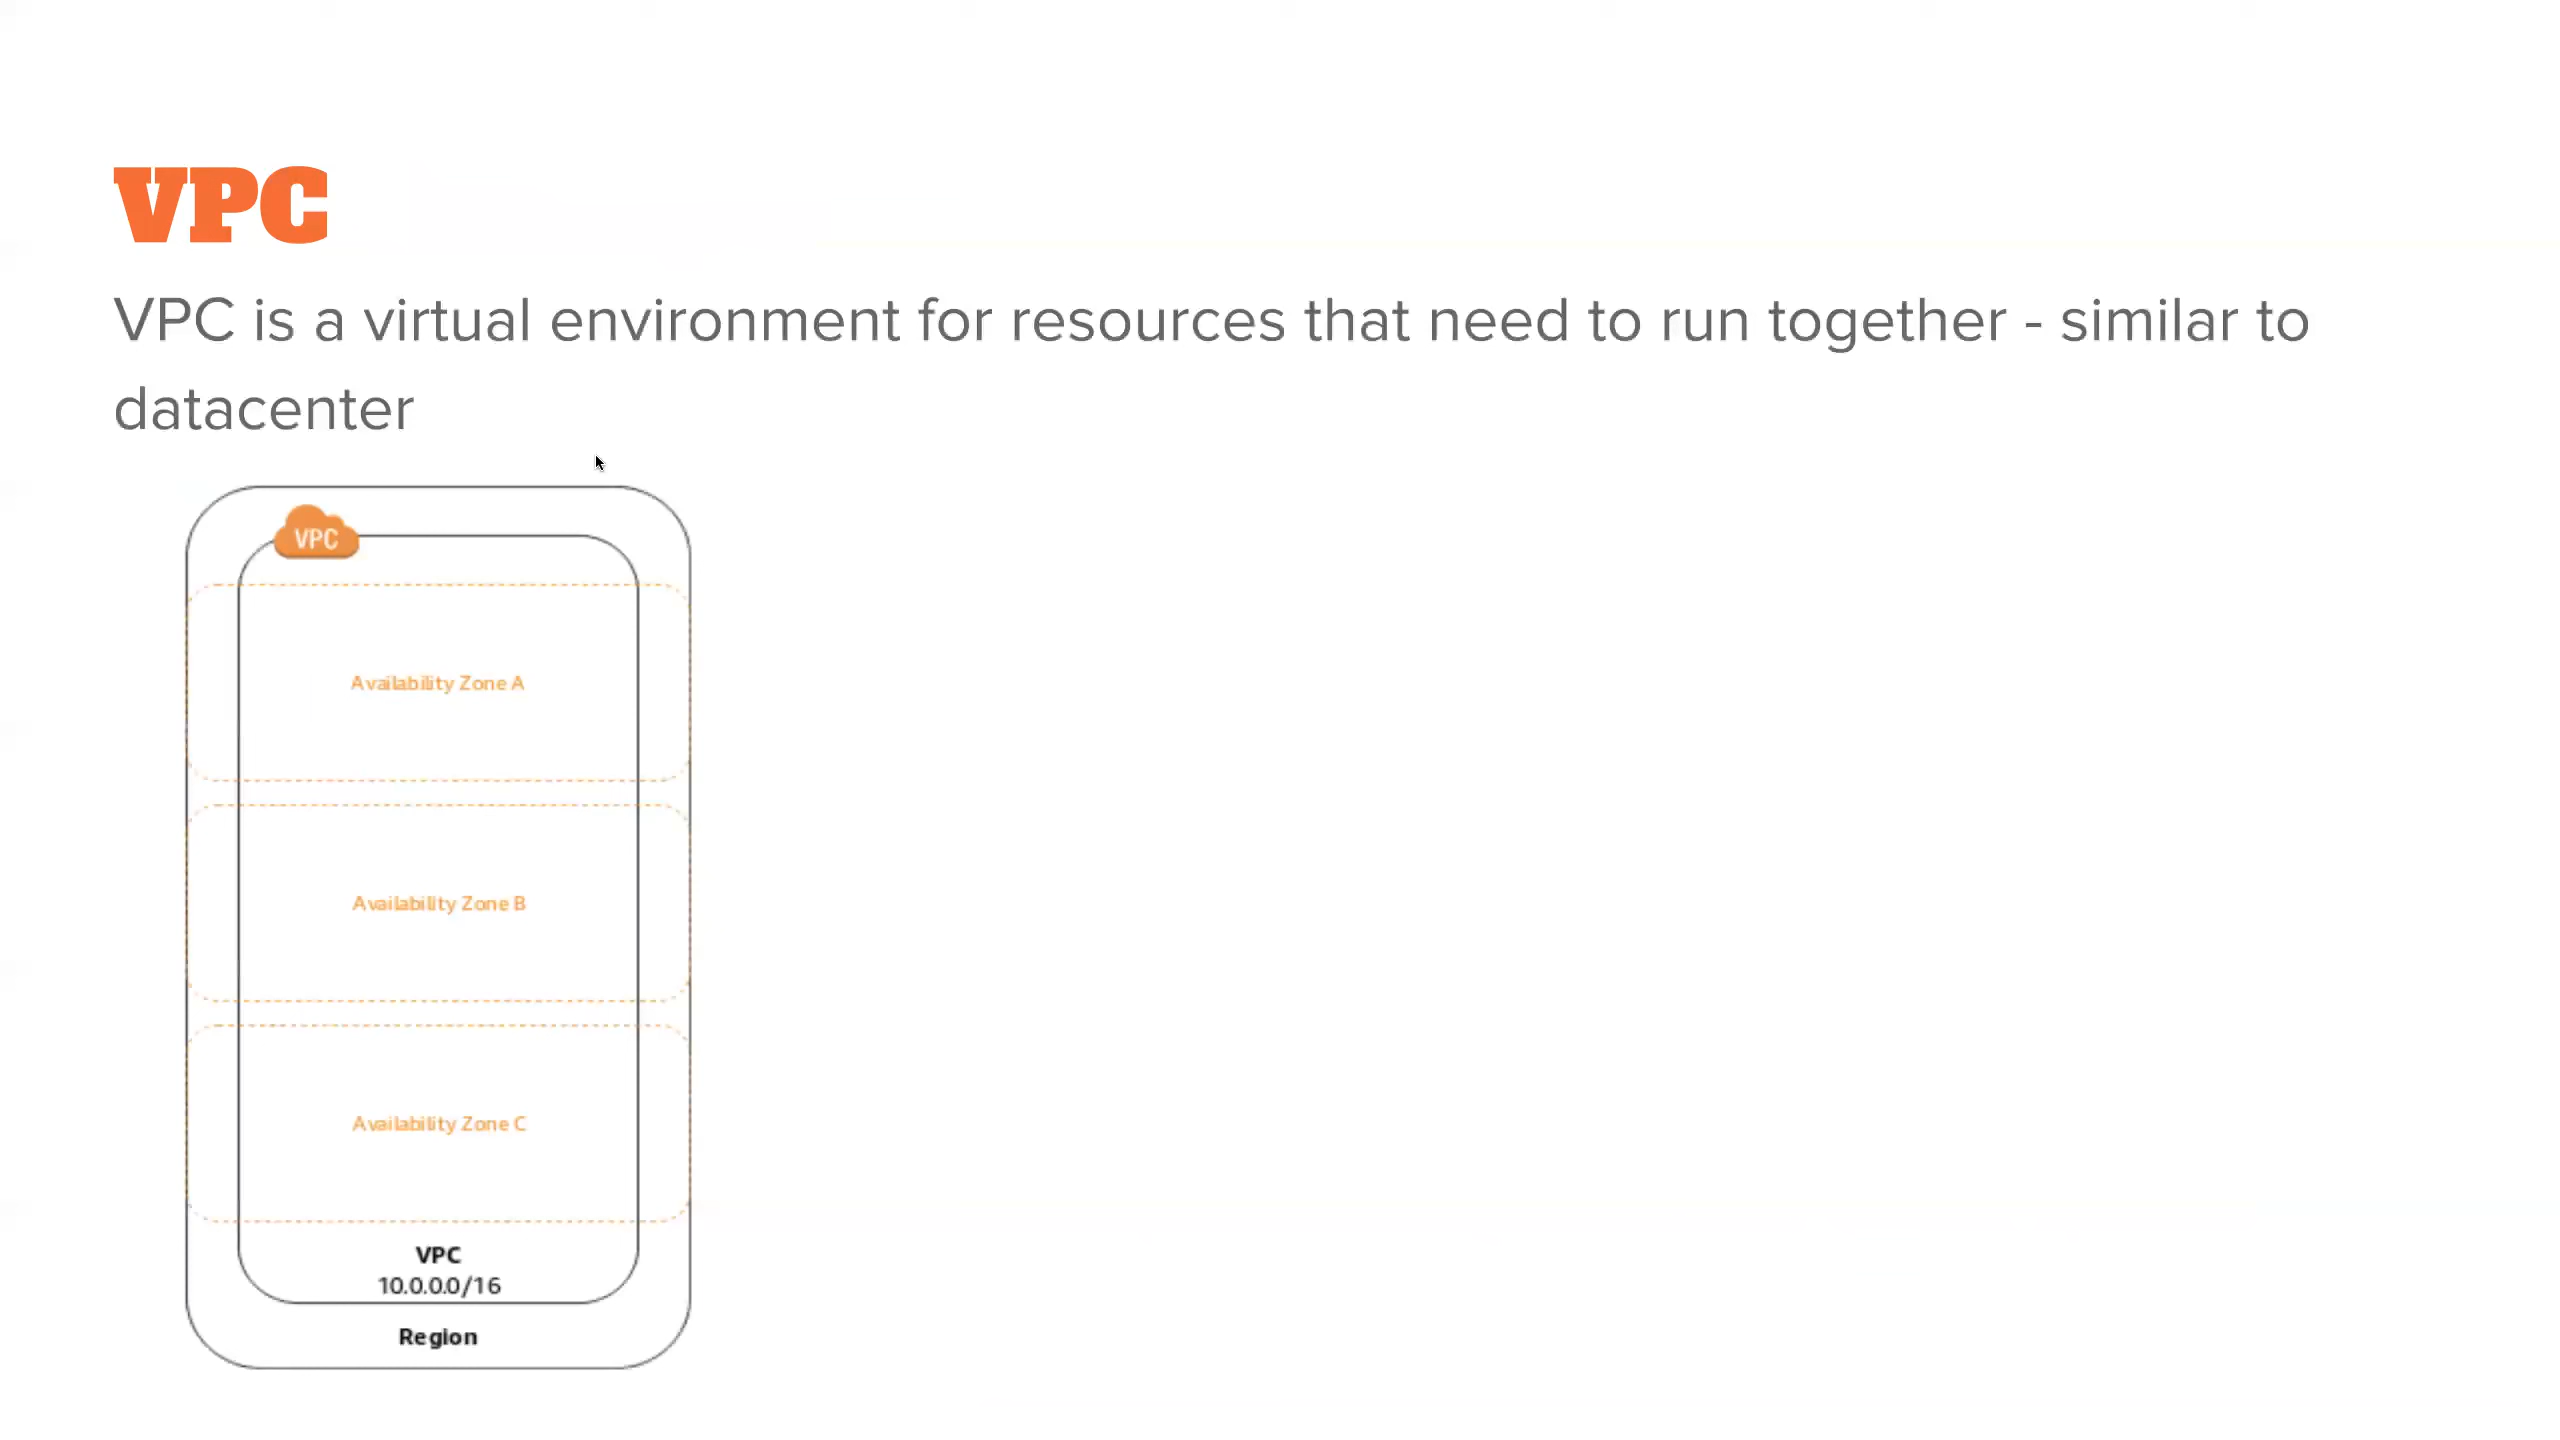 VPC
VPC is a virtual environment for resources that need to run together - similar to
datacenter
VPC
Availability Zone A
Availability Zone B
Availability Zone C
VPC
10.0.0.0/16
Region